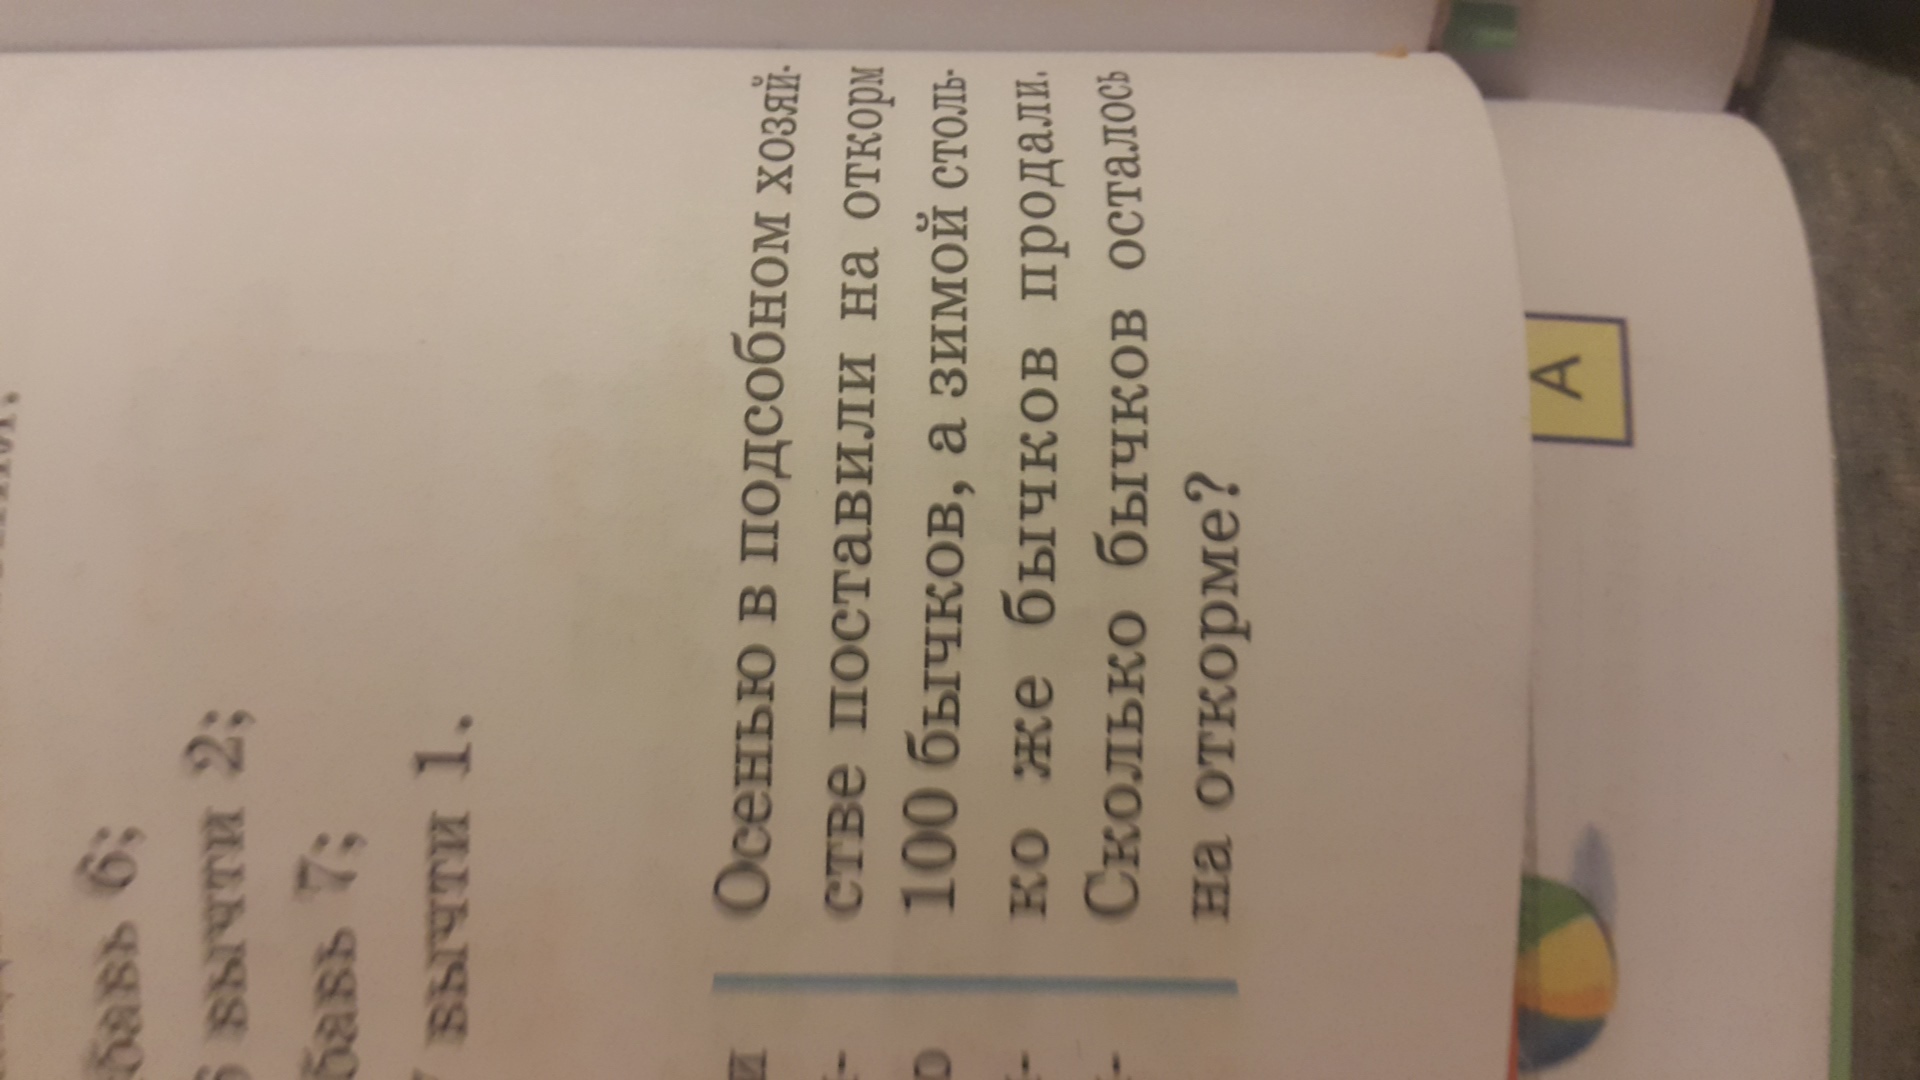 бавь 6;
вычти 2;
бавь 7;
вычти 1.
Осенью в подсобном хозяй-
стве поставили на откорм
100 бычков, а зимой столь-
ко же бычков продали.
Сколько бычков осталось
на откорме?
А